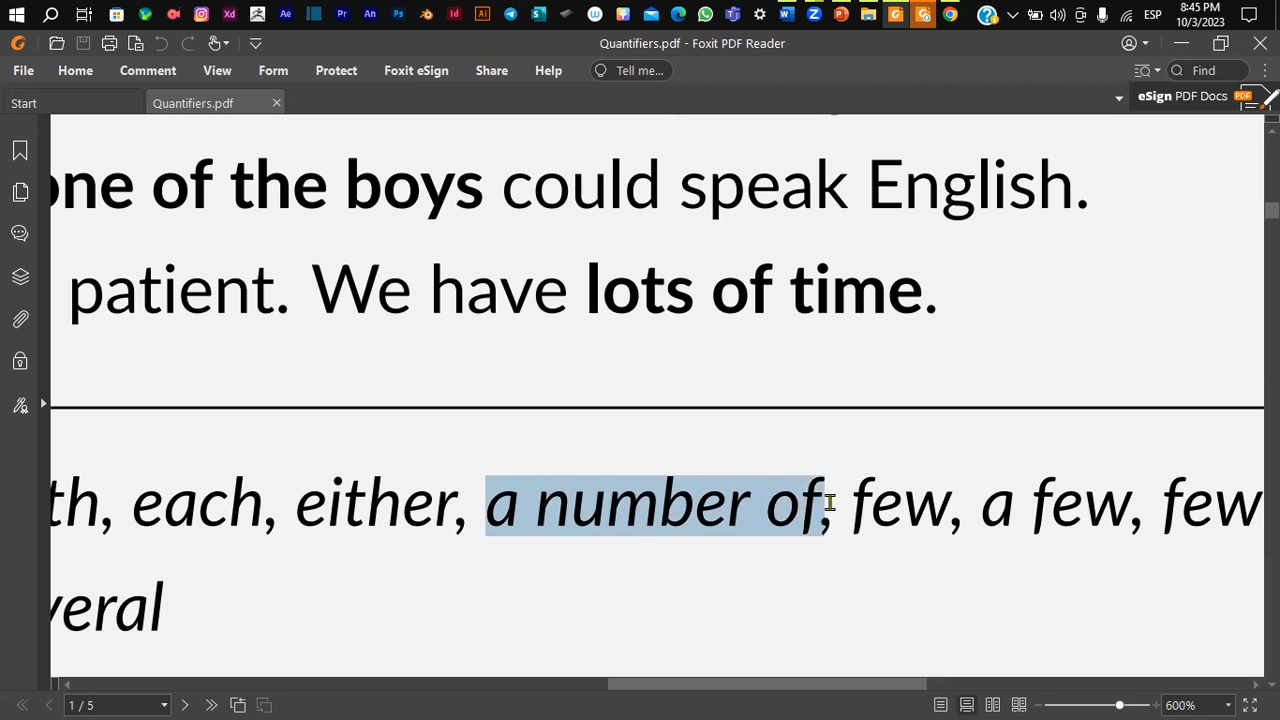 8:45 PM
ESP
10/3/2023
Quantifiers.pdf - Foxit PDF Reader
File Home Comment View Form Protect Foxit eSign Share Help Tell me... Find
Start Quantifiers.pdf eSign PDF Docs PDF
one of the boys could speak English.
patient. We have lots of time.
th, each, either, a number of, few, a few, few
veral
1 / 5 600%